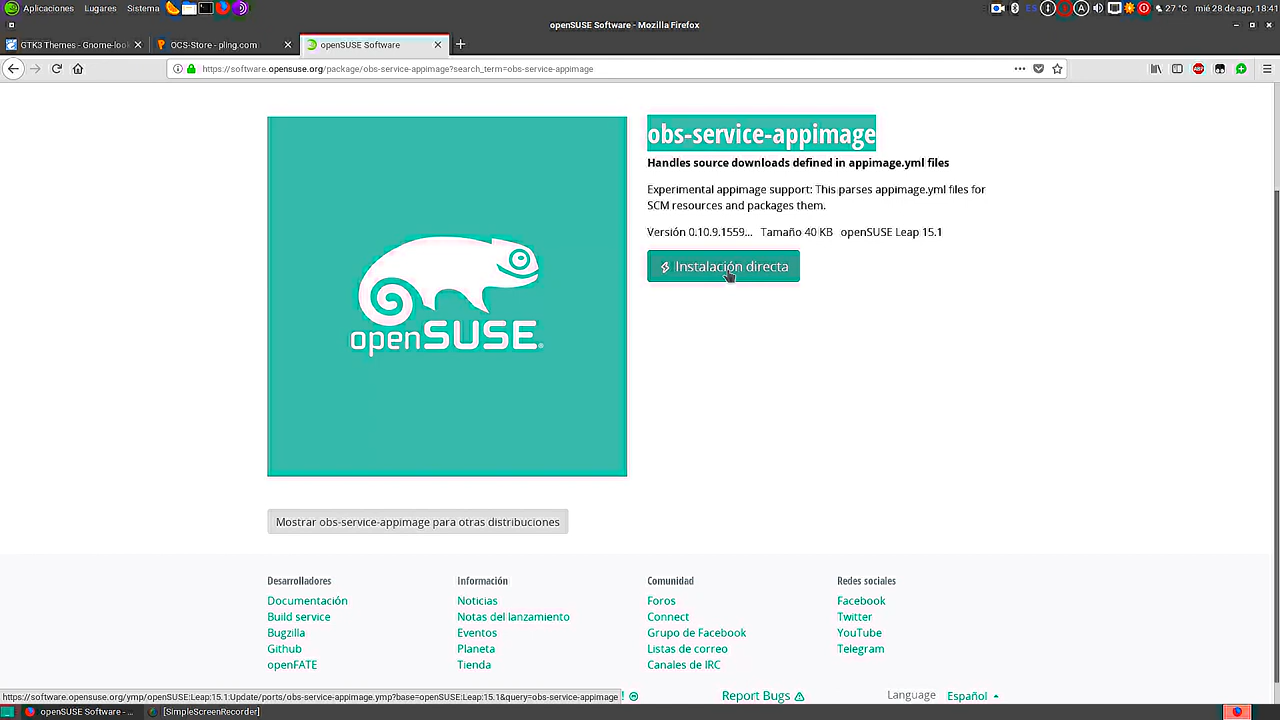 Aplicaciones Lugares Sistema ES 27 °C mié 28 de ago, 18:41
openSUSE Software - Mozilla Firefox
GTK3 Themes - Gnome-look
OCS-Store - pling.com
openSUSE Software
https://software.opensuse.org/package/obs-service-appimage?search_term=obs-service-appimage
obs-service-appimage
Handles source downloads defined in appimage.yml files
Experimental appimage support: This parses appimage.yml files for
SCM resources and packages them.
Versión 0.10.9.1559... Tamaño 40 KB openSUSE Leap 15.1
Instalación directa
openSUSE
Mostrar obs-service-appimage para otras distribuciones
Desarrolladores
Documentación
Build service
Bugzilla
Github
openFATE
Información
Noticias
Notas del lanzamiento
Eventos
Planeta
Tienda
Comunidad
Foros
Connect
Grupo de Facebook
Listas de correo
Canales de IRC
Redes sociales
Facebook
Twitter
YouTube
Telegram
https://software.opensuse.org/ymp/openSUSE:Leap:15.1:Update/ports/obs-service-appimage.ymp?base=openSUSE:Leap:15.1&query=obs-service-appimage
Report Bugs
Language Español
openSUSE Software - ...
[SimpleScreenRecorder]